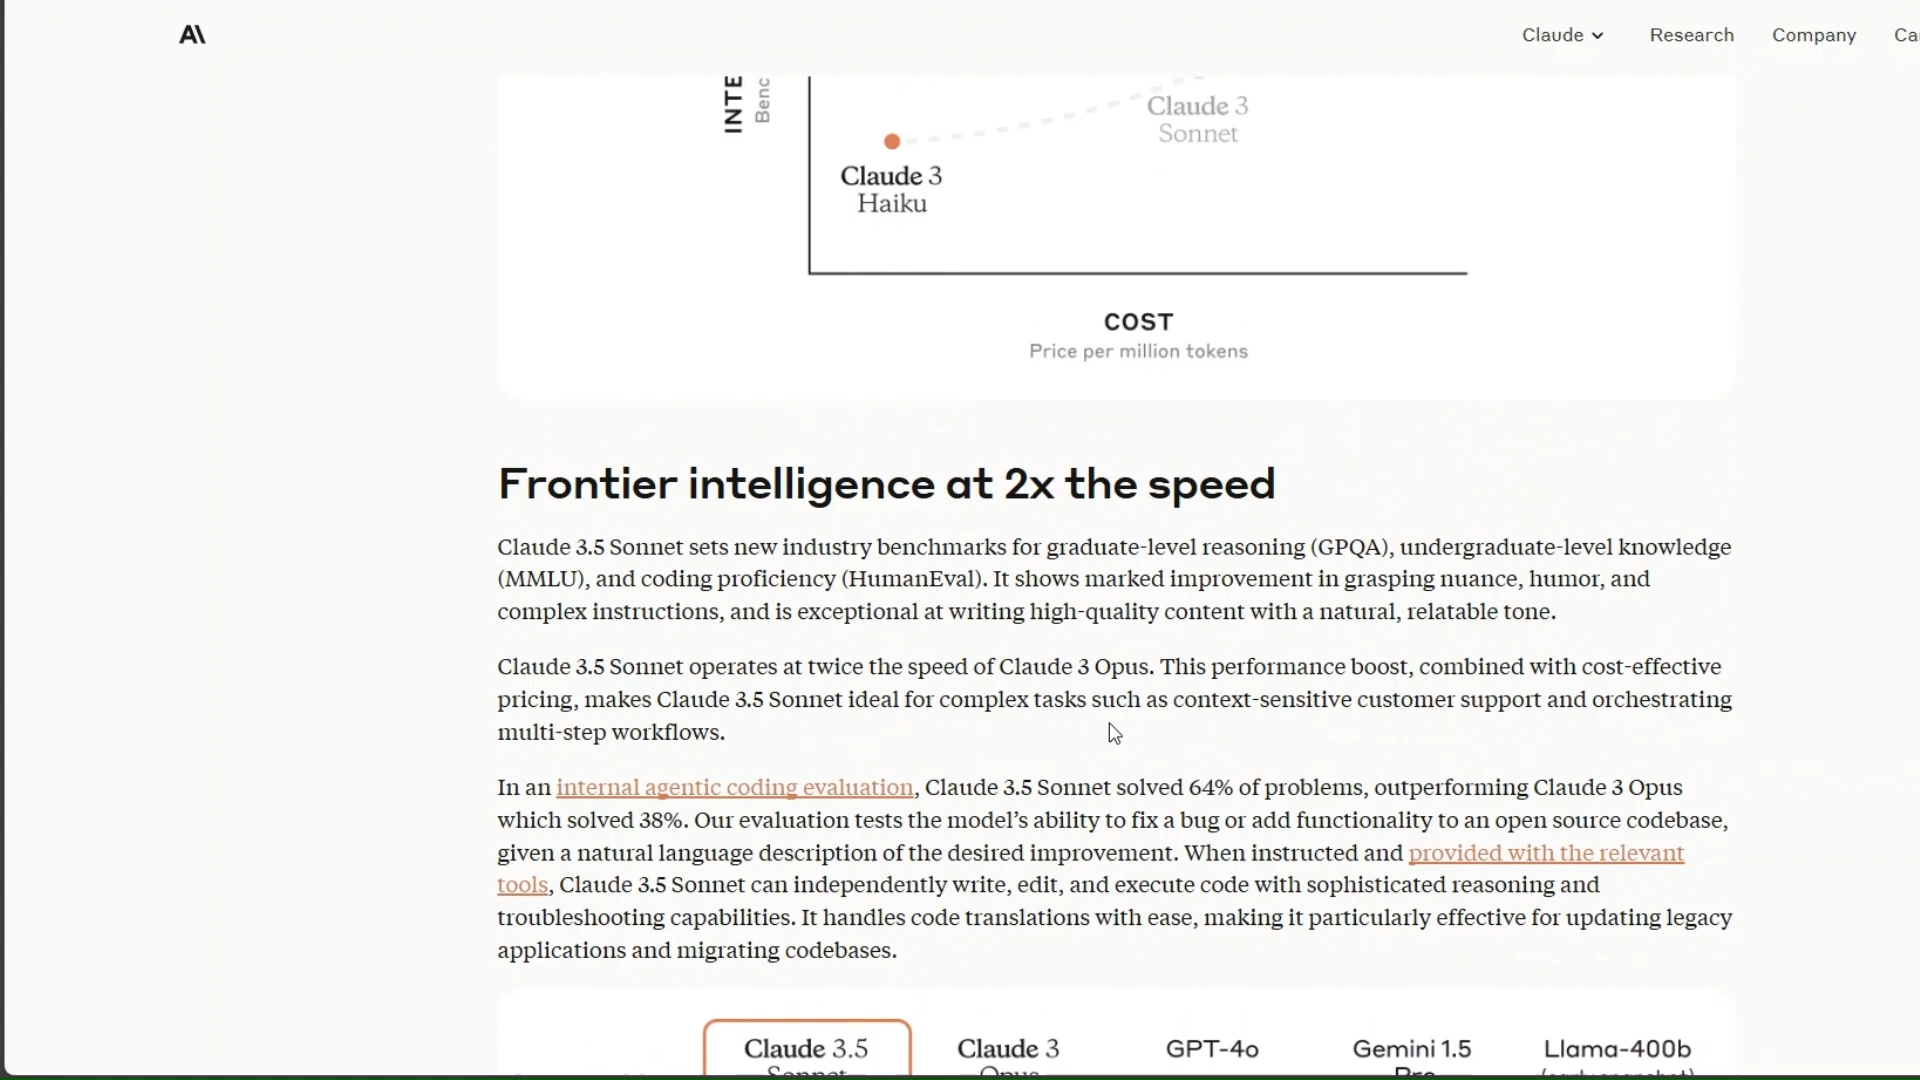 A\
Claude
Research
Company
INTE
Benc
Claude 3
Sonnet
Claude 3
Haiku
COST
Price per million tokens
Frontier intelligence at 2x the speed
Claude 3.5 Sonnet sets new industry benchmarks for graduate-level reasoning (GPQA), undergraduate-level knowledge
(MMLU), and coding proficiency (HumanEval). It shows marked improvement in grasping nuance, humor, and
complex instructions, and is exceptional at writing high-quality content with a natural, relatable tone.
Claude 3.5 Sonnet operates at twice the speed of Claude 3 Opus. This performance boost, combined with cost-effective
pricing, makes Claude 3.5 Sonnet ideal for complex tasks such as context-sensitive customer support and orchestrating
multi-step workflows.
In an internal agentic coding evaluation, Claude 3.5 Sonnet solved 64% of problems, outperforming Claude 3 Opus
which solved 38%. Our evaluation tests the model’s ability to fix a bug or add functionality to an open source codebase,
given a natural language description of the desired improvement. When instructed and provided with the relevant
tools, Claude 3.5 Sonnet can independently write, edit, and execute code with sophisticated reasoning and
troubleshooting capabilities. It handles code translations with ease, making it particularly effective for updating legacy
applications and migrating codebases.
Claude 3.5
Sonnet
Claude 3
Opus
GPT-4o
Gemini 1.5
Pro
Llama-400b